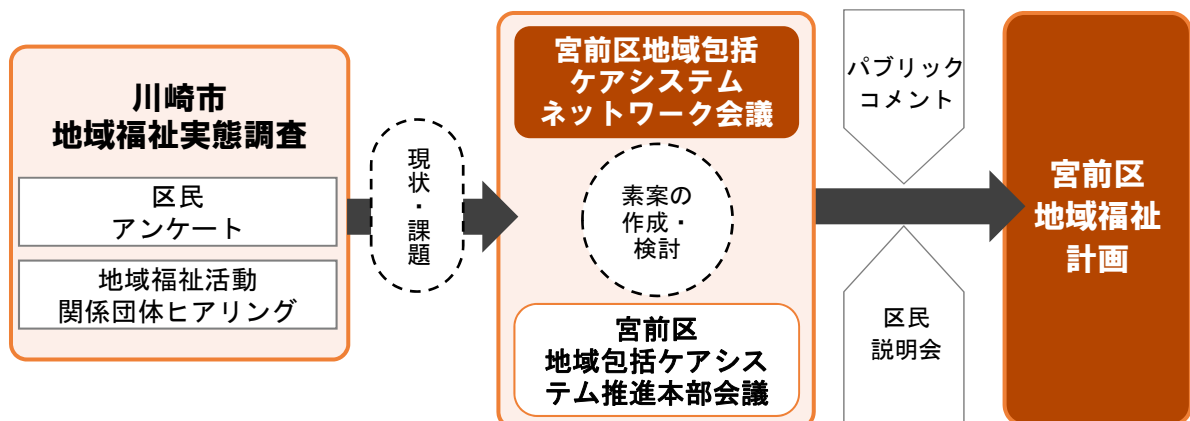 川崎市
地域福祉実態調査
区民
アンケート
地域福祉活動
関係団体ヒアリング
現状・課題
宮前区地域包括
ケアシステム
ネットワーク会議
素案の
作成・
検討
宮前区
地域包括ケアシス
テム推進本部会議
パブリック
コメント
区民
説明会
宮前区
地域福祉
計画